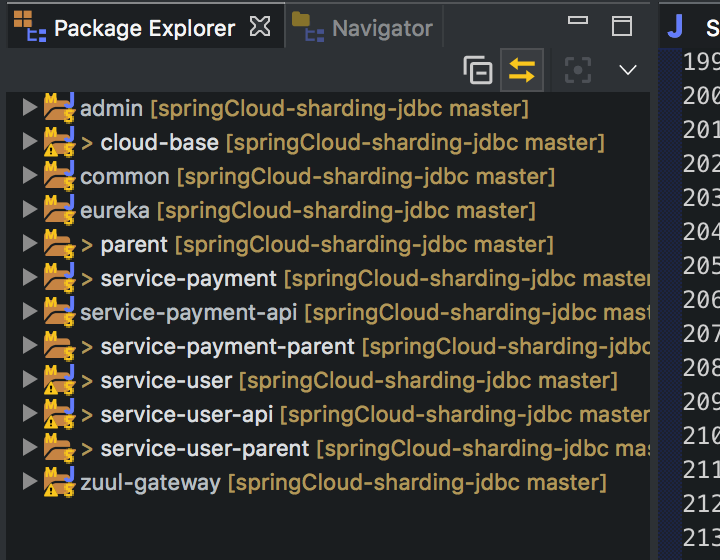 Package Explorer
Navigator
S
admin [springCloud-sharding-jdbc master]
> cloud-base [springCloud-sharding-jdbc master]
common [springCloud-sharding-jdbc master]
eureka [springCloud-sharding-jdbc master]
> parent [springCloud-sharding-jdbc master]
> service-payment [springCloud-sharding-jdbc master
service-payment-api [springCloud-sharding-jdbc mast
> service-payment-parent [springCloud-sharding-jdbc
> service-user [springCloud-sharding-jdbc master]
> service-user-api [springCloud-sharding-jdbc master
> service-user-parent [springCloud-sharding-jdbc mas
zuul-gateway [springCloud-sharding-jdbc master]
199
200
201
202
203
204
205
206
207
208
209
210
211
212
213